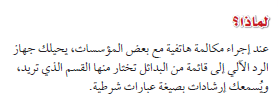 لماذا؟
عند إجراء مكالمة هاتفية مع بعض المؤسسات، يحيلك جهاز
الرد الآلي إلى قائمة من البدائل تختار منها القسم الذي تريد،
ويُسمعك إرشادات بصيغة عبارات شرطية.